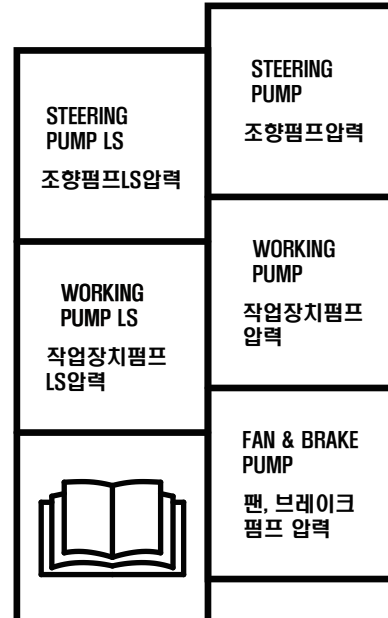 STEERING
PUMP LS
조향펌프LS압력
WORKING
PUMP LS
작업장치펌프
LS압력
STEERING
PUMP
조향펌프압력
WORKING
PUMP
작업장치펌프
압력
FAN & BRAKE
PUMP
팬, 브레이크
펌프 압력